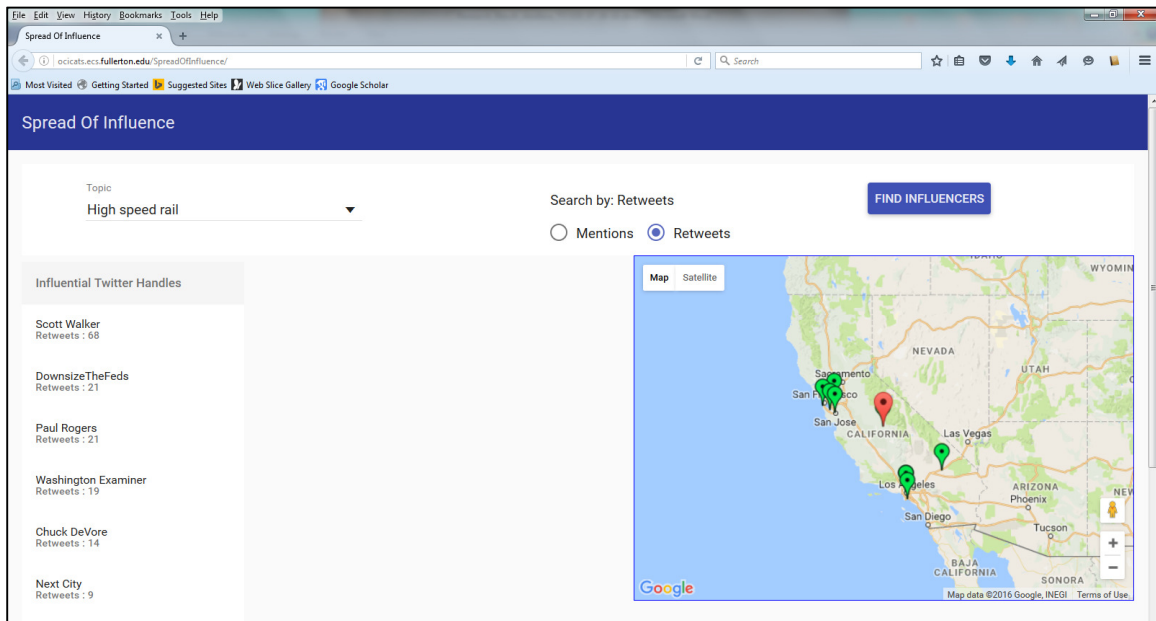 File Edit View History Bookmarks Tools Help
Spread Of Influence × +
ocicats.ecs.fullerton.edu/SpreadOfInfluence/
Search
Most Visited Getting Started Suggested Sites Web Slice Gallery Google Scholar
Spread Of Influence
Topic
High speed rail
Search by: Retweets
Mentions Retweets
FIND INFLUENCERS
Influential Twitter Handles
Scott Walker
Retweets : 68
DownsizeTheFeds
Retweets : 21
Paul Rogers
Retweets : 21
Washington Examiner
Retweets : 19
Chuck DeVore
Retweets : 14
Next City
Retweets : 9
Map Satellite
IDAHO
WYOMIN
NEVADA
UTAH
Sacramento
San Francisco
San Jose
CALIFORNIA
Las Vegas
Los Angeles
ARIZONA
NEW
Phoenix
San Diego
Tucson
BAJA
CALIFORNIA
SONORA
Google
Map data ©2016 Google, INEGI Terms of Use